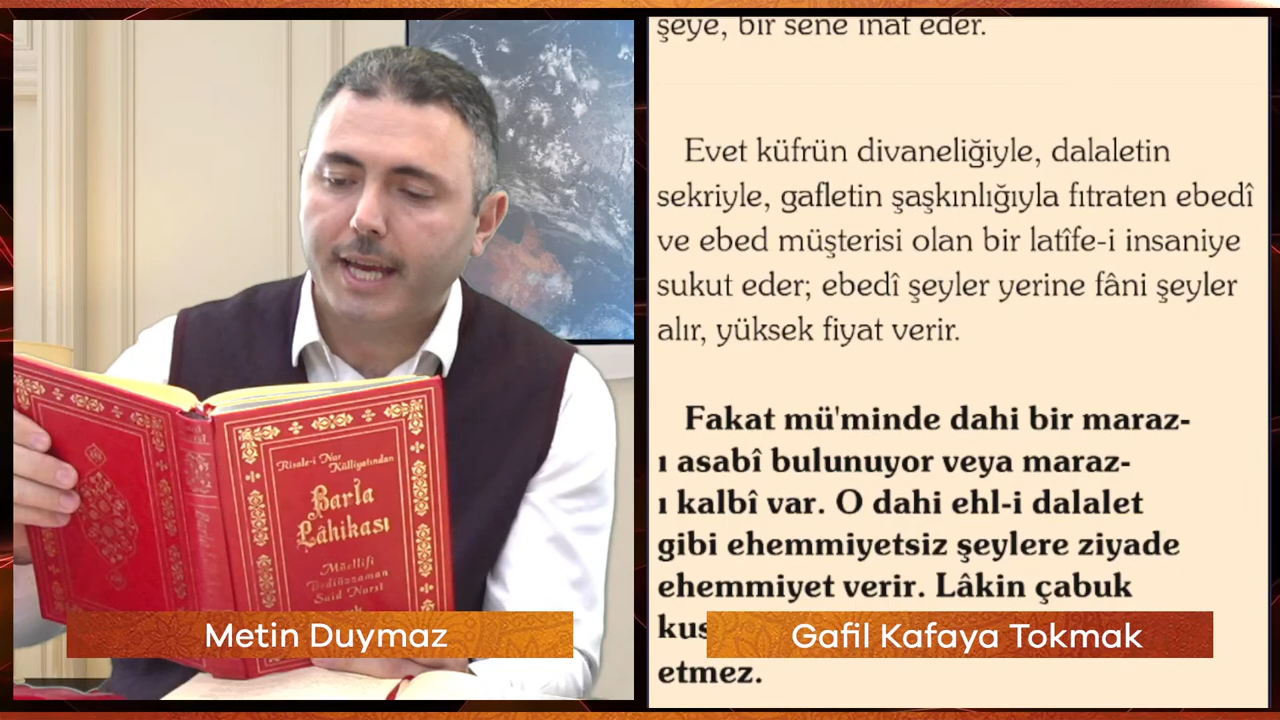 Risale-i Nur
Külliyatından
Barla
Lâhikası
Müellifi
Bediüzzaman
Said Nursî
Metin Duymaz
şeye, bir sene inat eder.
Evet küfrün divaneliğiyle, dalaletin
sekriyle, gafletin şaşkınlığıyla fıtraten ebedî
ve ebed müşterisi olan bir latîfe-i insaniye
sukut eder; ebedî şeyler yerine fâni şeyler
alır, yüksek fiyat verir.
Fakat mü'minde dahi bir maraz-
ı asabî bulunuyor veya maraz-
ı kalbî var. O dahi ehl-i dalalet
gibi ehemmiyetsiz şeylere ziyade
ehemmiyet verir. Lâkin çabuk
etmez.
Gafil Kafaya Tokmak